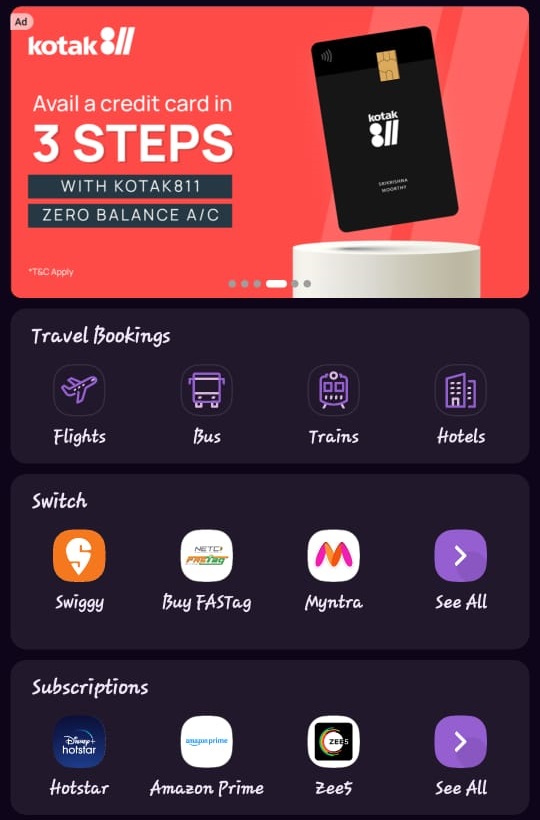 Ad
kotak 811
Avail a credit card in
3 STEPS
WITH KOTAK811
ZERO BALANCE A/C
*T&C Apply
kotak
811
SRIKRISHNA
MOORTHY
Travel Bookings
Flights Bus Trains Hotels
Switch
NETC
FASTag
Swiggy Buy FASTag Myntra See All
Subscriptions
Disney+
hotstar
amazon prime
ZEE5
Hotstar Amazon Prime Zee5 See All